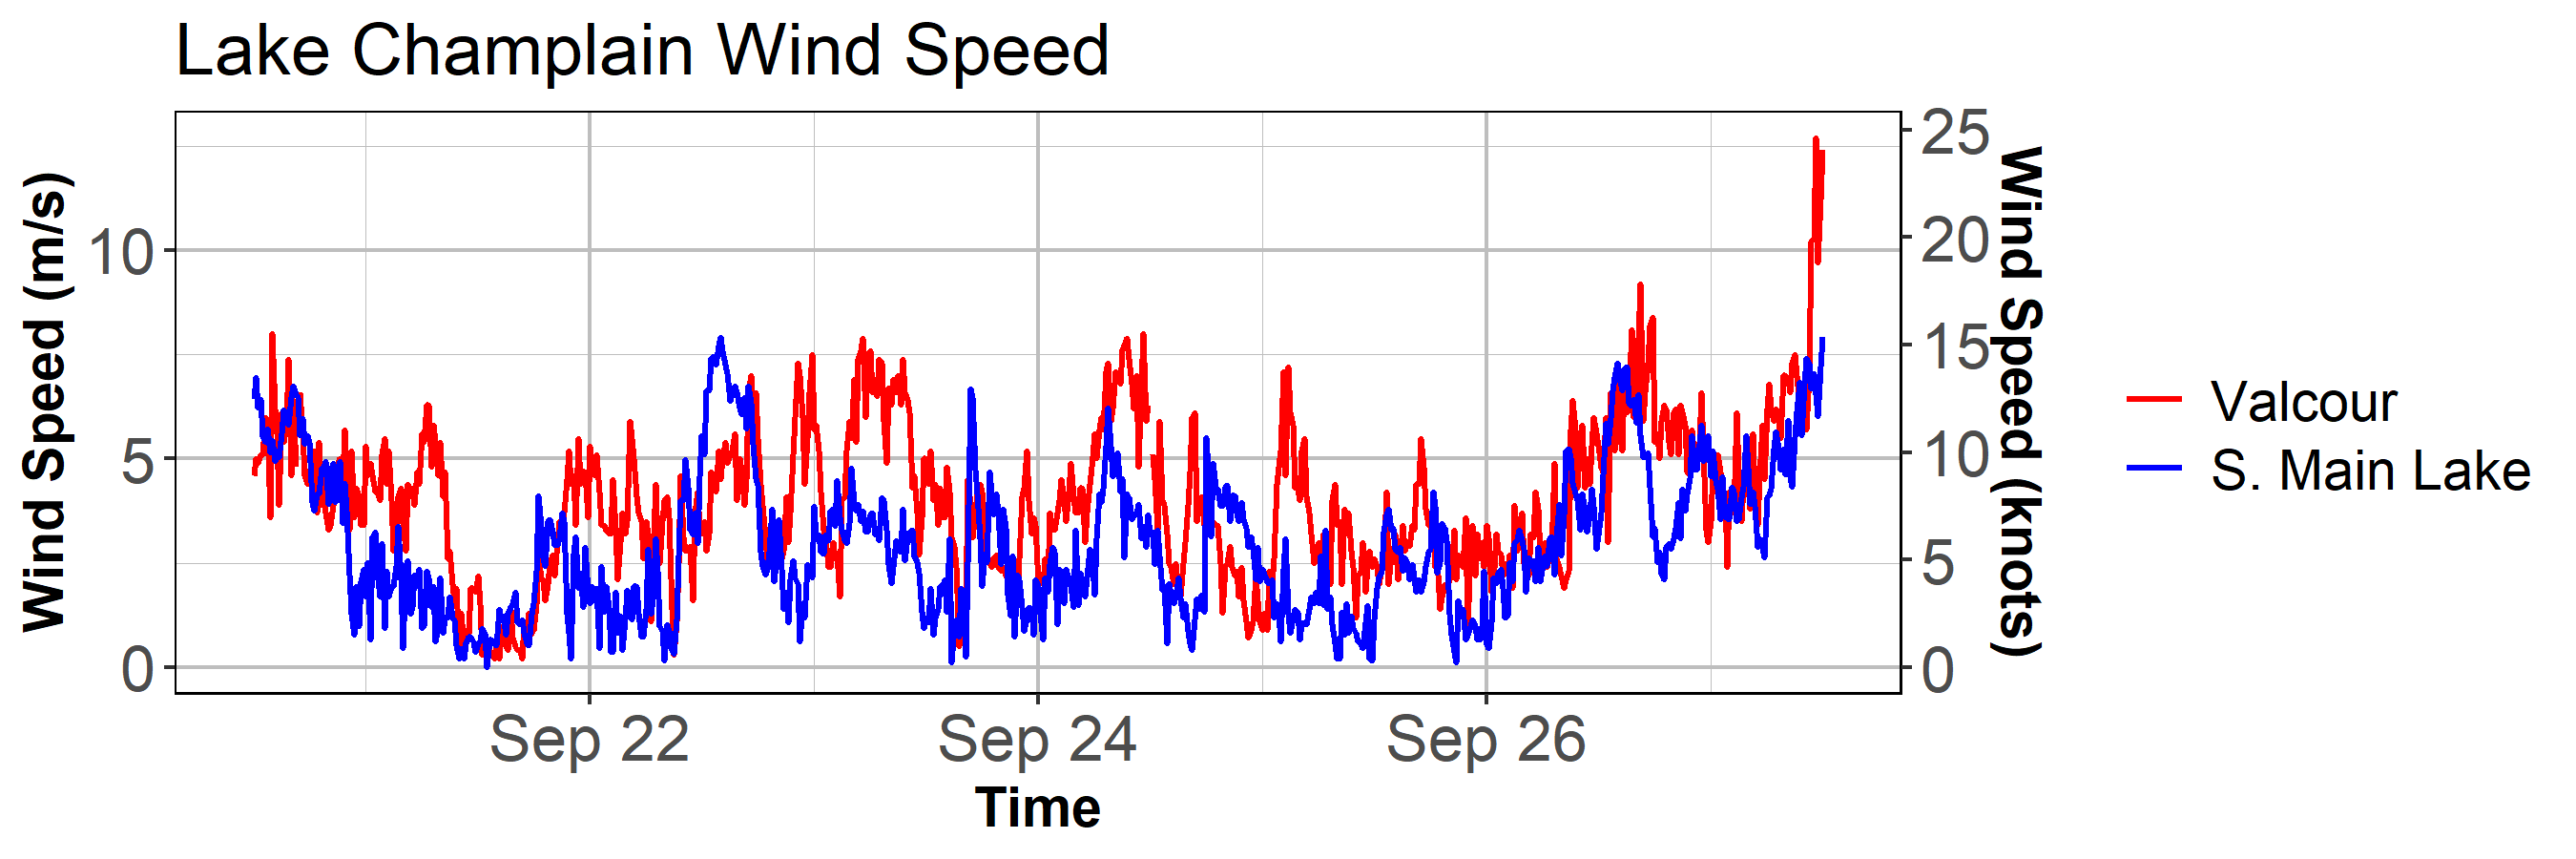 Lake Champlain Wind Speed
Wind Speed (m/s)
10
5
0
25
20
15
10
5
0
Wind Speed (knots)
Sep 22
Sep 24
Sep 26
Time
Valcour
S. Main Lake